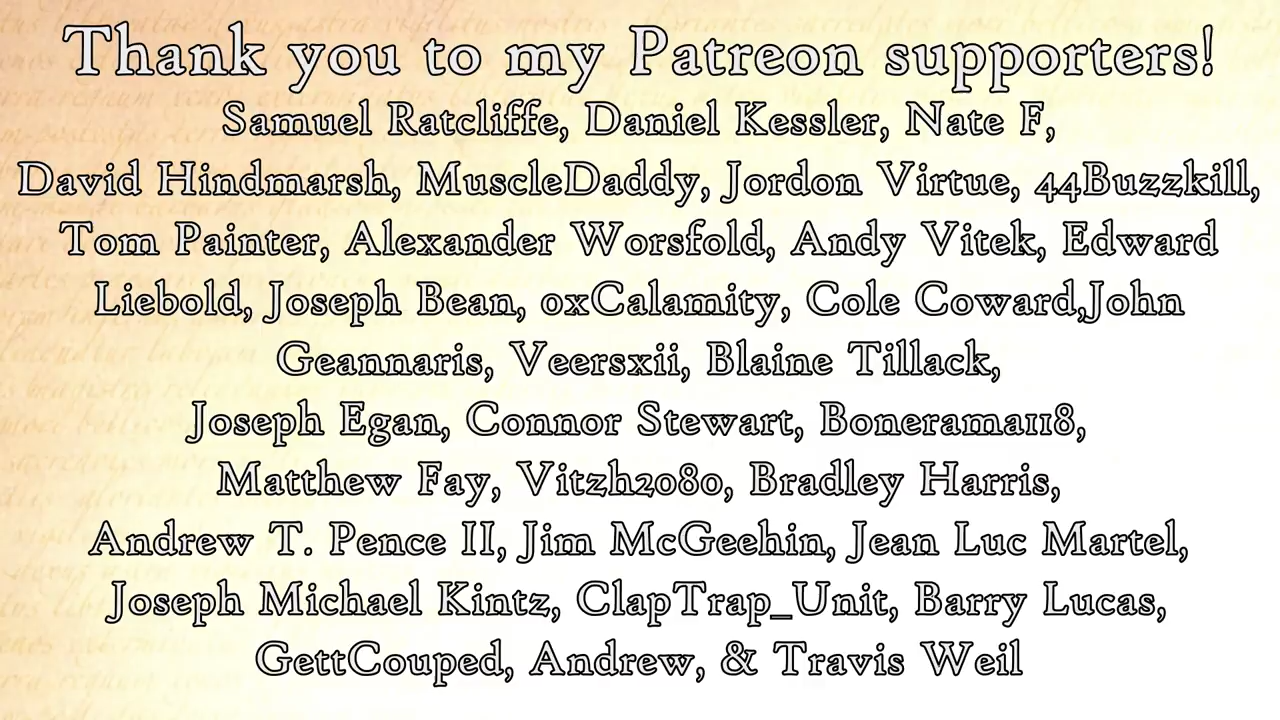 Thank you to my Patreon supporters!
Samuel Ratcliffe, Daniel Kessler, Nate F,
David Hindmarsh, MuscleDaddy, Jordon Virtue, 44Buzzkill,
Tom Painter, Alexander Worsfold, Andy Vitek, Edward
Liebold, Joseph Bean, 0xCalamity, Cole Coward,John
Geannaris, Veersxii, Blaine Tillack,
Joseph Egan, Connor Stewart, Bonerama118,
Matthew Fay, Vitzh2080, Bradley Harris,
Andrew T. Pence II, Jim McGeehin, Jean Luc Martel,
Joseph Michael Kintz, ClapTrap_Unit, Barry Lucas,
GettCouped, Andrew, & Travis Weil